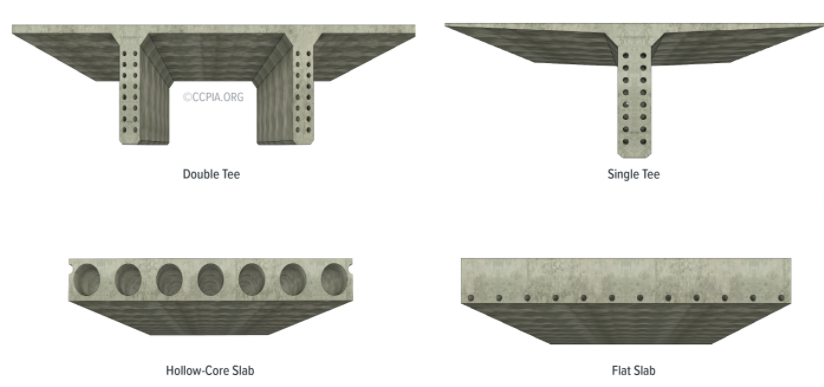 ©CCPIA.ORG
Double Tee
Single Tee
Hollow-Core Slab
Flat Slab